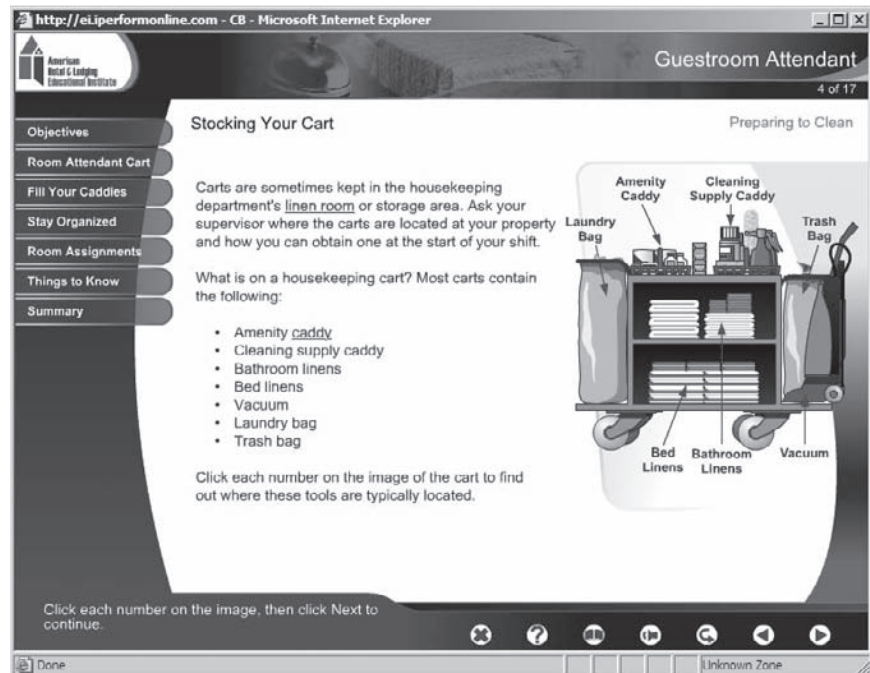 http://ei.iperformonline.com - CB - Microsoft Internet Explorer
American
Hotel & Lodging
Educational Institute
Guestroom Attendant
4 of 17
Objectives
Room Attendant Cart
Fill Your Caddies
Stay Organized
Room Assignments
Things to Know
Summary
Stocking Your Cart
Preparing to Clean
Carts are sometimes kept in the housekeeping
department's linen room or storage area. Ask your
supervisor where the carts are located at your property
and how you can obtain one at the start of your shift.
What is on a housekeeping cart? Most carts contain
the following:
• Amenity caddy
• Cleaning supply caddy
• Bathroom linens
• Bed linens
• Vacuum
• Laundry bag
• Trash bag
Click each number on the image of the cart to find
out where these tools are typically located.
Amenity
Caddy
Cleaning
Supply Caddy
Laundry
Bag
Trash
Bag
Bed
Linens
Bathroom
Linens
Vacuum
Click each number on the image, then click Next to
continue.
Done
Unknown Zone